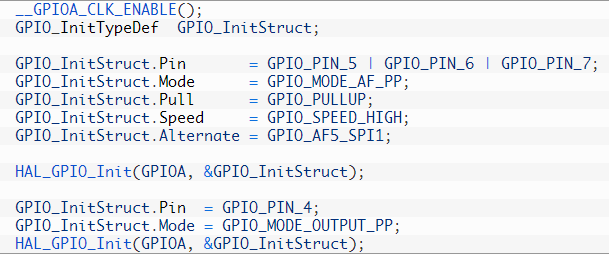 __GPIOA_CLK_ENABLE();
GPIO_InitTypeDef  GPIO_InitStruct;
GPIO_InitStruct.Pin       = GPIO_PIN_5 | GPIO_PIN_6 | GPIO_PIN_7;
GPIO_InitStruct.Mode      = GPIO_MODE_AF_PP;
GPIO_InitStruct.Pull      = GPIO_PULLUP;
GPIO_InitStruct.Speed     = GPIO_SPEED_HIGH;
GPIO_InitStruct.Alternate = GPIO_AF5_SPI1;
HAL_GPIO_Init(GPIOA, &GPIO_InitStruct);
GPIO_InitStruct.Pin  = GPIO_PIN_4;
GPIO_InitStruct.Mode = GPIO_MODE_OUTPUT_PP;
HAL_GPIO_Init(GPIOA, &GPIO_InitStruct);